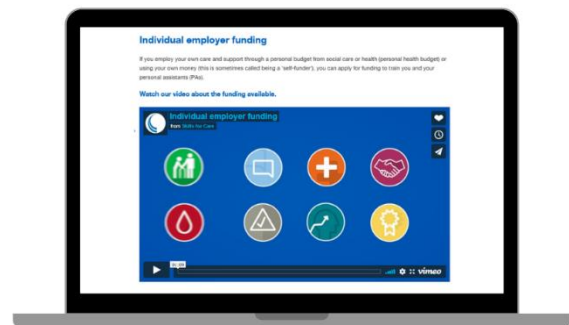 Individual employer funding
If you employ your own care and support through a personal budget from social care or health (personal health budget) or
using your own money (this is sometimes called being a 'self-funder'), you can apply for funding to train you and your
personal assistants (PAs).
Watch our video about the funding available.
Individual employer funding
from Skills for Care
vimeo